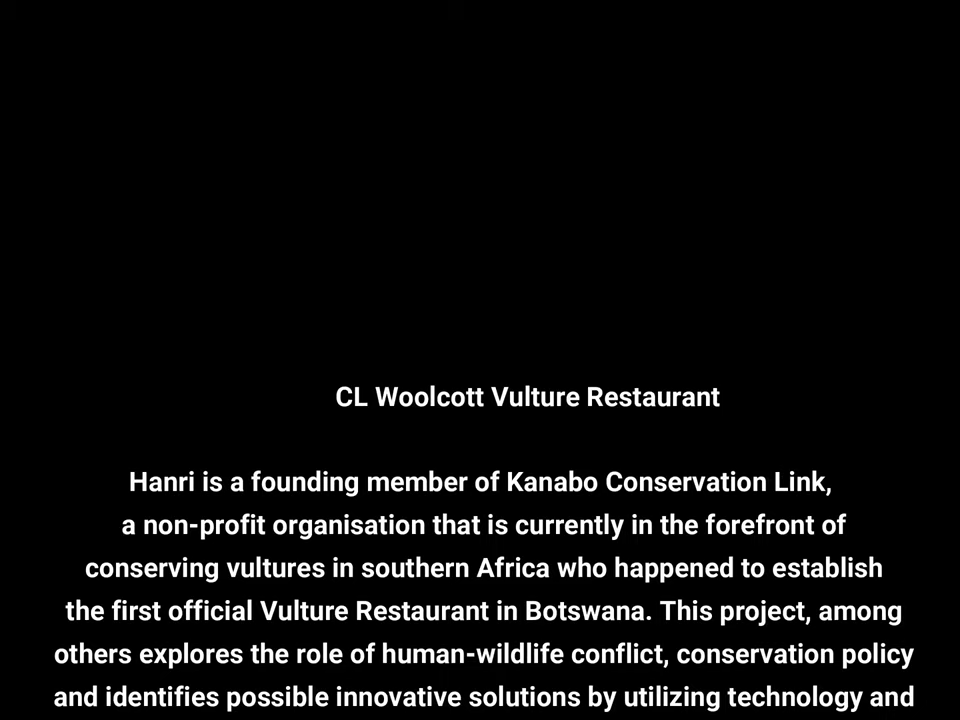 CL Woolcott Vulture Restaurant
Hanri is a founding member of Kanabo Conservation Link,
a non-profit organisation that is currently in the forefront of
conserving vultures in southern Africa who happened to establish
the first official Vulture Restaurant in Botswana. This project, among
others explores the role of human-wildlife conflict, conservation policy
and identifies possible innovative solutions by utilizing technology and